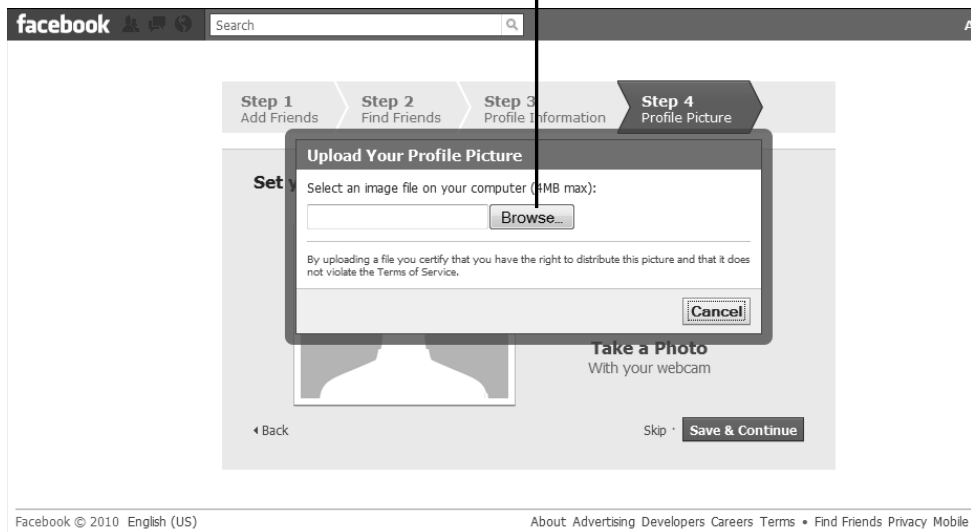 facebook Search A
Step 1 Step 2 Step 3 Step 4
Add Friends Find Friends Profile Information Profile Picture
Upload Your Profile Picture
Set y
Select an image file on your computer (4MB max):
Browse...
By uploading a file you certify that you have the right to distribute this picture and that it does
not violate the Terms of Service.
Cancel
Take a Photo
With your webcam
Back Skip · Save & Continue
Facebook © 2010 English (US) About Advertising Developers Careers Terms • Find Friends Privacy Mobile